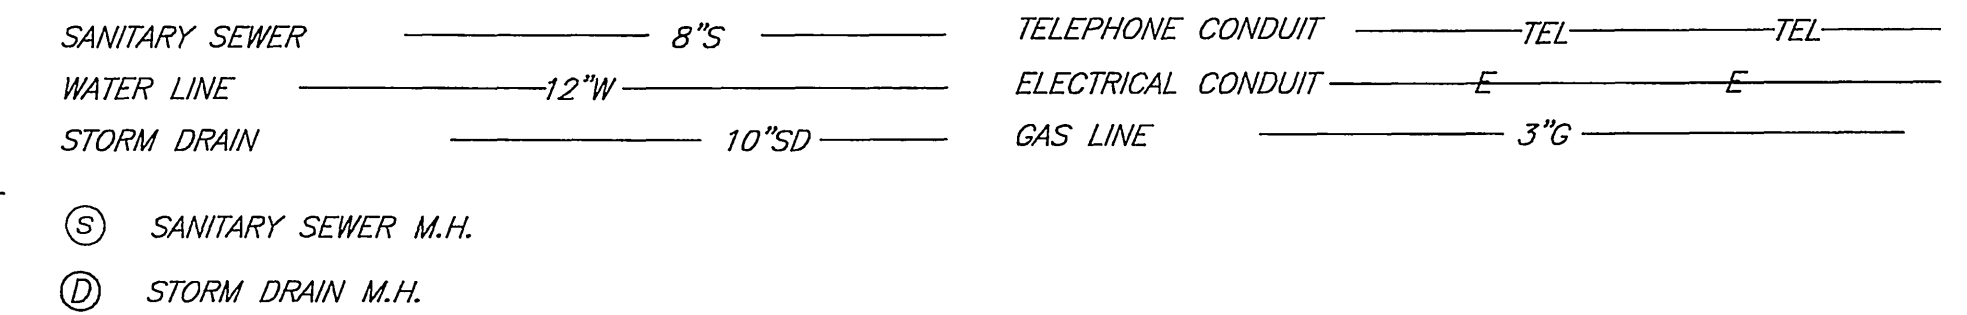 SANITARY SEWER 8"S
WATER LINE 12"W
STORM DRAIN 10"SD
TELEPHONE CONDUIT TEL TEL
ELECTRICAL CONDUIT E E
GAS LINE 3"G
S SANITARY SEWER M.H.
D STORM DRAIN M.H.